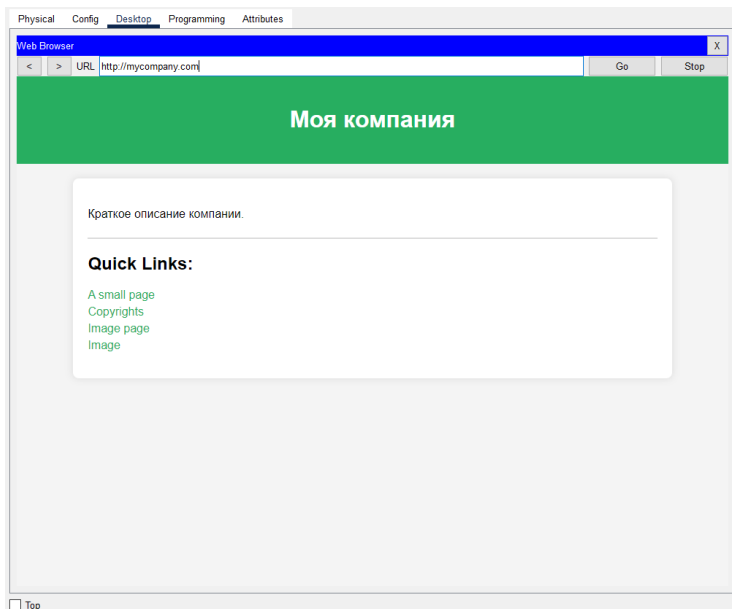 Physical Config Desktop Programming Attributes
Web Browser X
< > URL http://mycompany.com Go Stop
Моя компания
Краткое описание компании.
Quick Links:
A small page
Copyrights
Image page
Image
Top